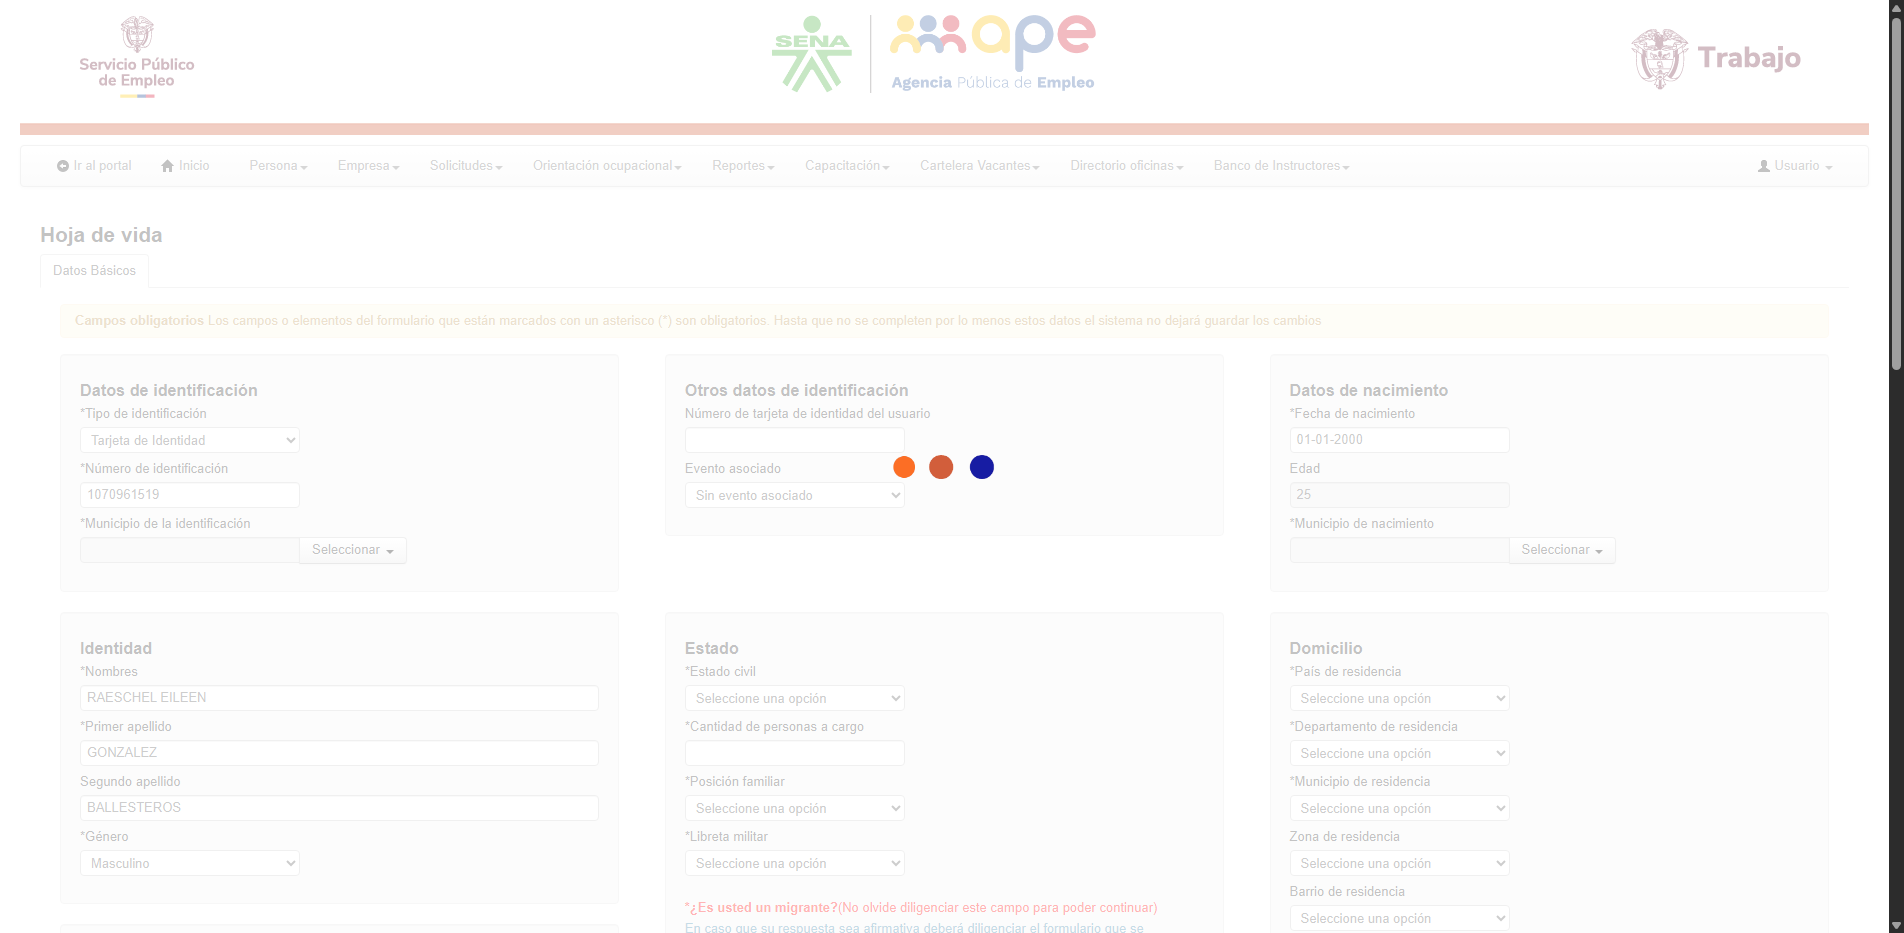 Servicio Público
de Empleo
SENA
ape
Agencia Pública de Empleo
Trabajo
Ir al portal
Inicio
Persona
Empresa
Solicitudes
Orientación ocupacional
Reportes
Capacitación
Cartelera Vacantes
Directorio oficinas
Banco de Instructores
Usuario
Hoja de vida
Datos Básicos
Campos obligatorios Los campos o elementos del formulario que están marcados con un asterisco (*) son obligatorios. Hasta que no se completen por lo menos estos datos el sistema no dejará guardar los cambios
Datos de identificación
*Tipo de identificación
Tarjeta de Identidad
*Número de identificación
1070961519
*Municipio de la identificación
Seleccionar
Otros datos de identificación
Número de tarjeta de identidad del usuario
Evento asociado
Sin evento asociado
Datos de nacimiento
*Fecha de nacimiento
01-01-2000
Edad
25
*Municipio de nacimiento
Seleccionar
Identidad
*Nombres
RAESCHEL EILEEN
*Primer apellido
GONZALEZ
Segundo apellido
BALLESTEROS
*Género
Masculino
Estado
*Estado civil
Seleccione una opción
*Cantidad de personas a cargo
*Posición familiar
Seleccione una opción
*Libreta militar
Seleccione una opción
*¿Es usted un migrante?(No olvide diligenciar este campo para poder continuar)
En caso que su respuesta sea afirmativa deberá diligenciar el formulario que se
Domicilio
*País de residencia
Seleccione una opción
*Departamento de residencia
Seleccione una opción
*Municipio de residencia
Seleccione una opción
Zona de residencia
Seleccione una opción
Barrio de residencia
Seleccione una opción